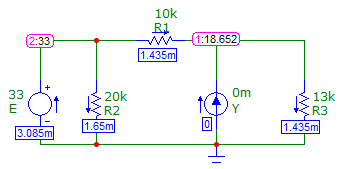 10k
R1
2:33
1:18.652
1.435m
33
E
+
-
3.085m
20k
R2
1.65m
0m
Y
0
13k
R3
1.435m